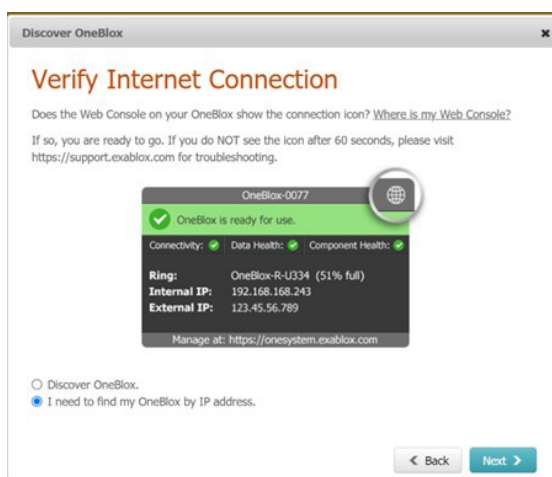 Discover OneBlox
Verify Internet Connection
Does the Web Console on your OneBlox show the connection icon? Where is my Web Console?
If so, you are ready to go. If you do NOT see the icon after 60 seconds, please visit
https://support.exablox.com for troubleshooting.
OneBlox-0077
OneBlox is ready for use.
Connectivity: Data Health: Component Health:
Ring: OneBlox-R-U334 (51% full)
Internal IP: 192.168.168.243
External IP: 123.45.56.789
Manage at: https://onesystem.exablox.com
Discover OneBlox.
I need to find my OneBlox by IP address.
Back Next